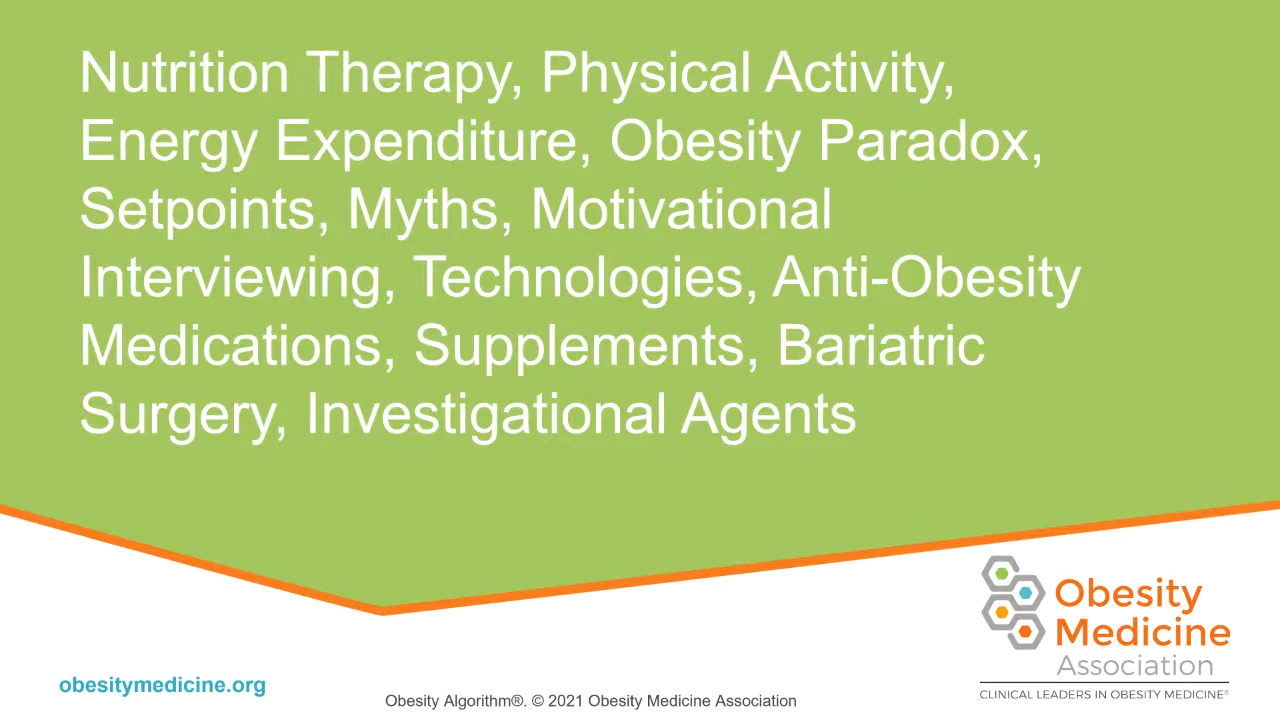 Nutrition Therapy, Physical Activity,
Energy Expenditure, Obesity Paradox,
Setpoints, Myths, Motivational
Interviewing, Technologies, Anti-Obesity
Medications, Supplements, Bariatric
Surgery, Investigational Agents
Obesity
Medicine
Association
CLINICAL LEADERS IN OBESITY MEDICINE®
obesitymedicine.org
Obesity Algorithm®. © 2021 Obesity Medicine Association